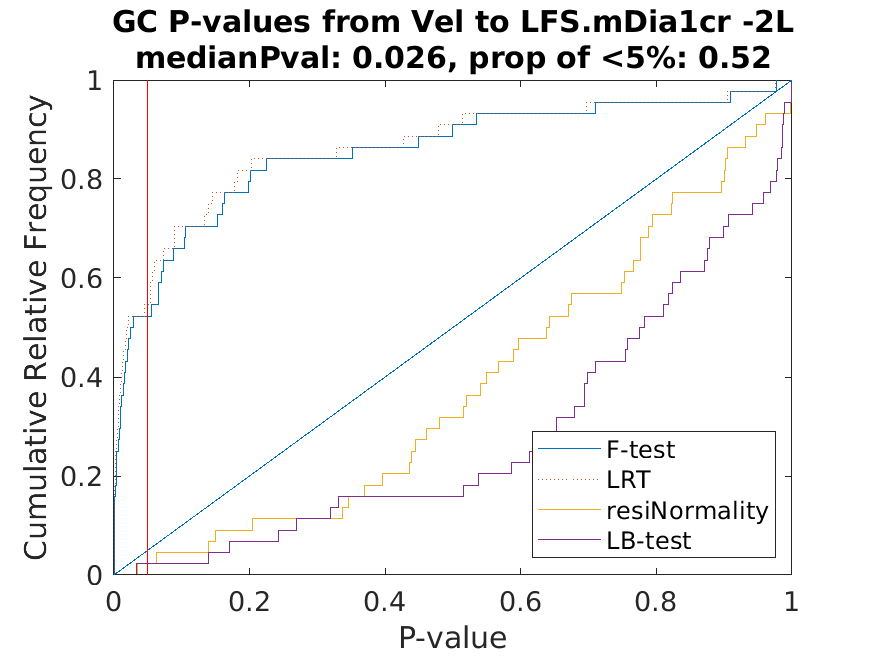 GC P-values from Vel to LFS.mDia1cr -2L
medianPval: 0.026, prop of <5%: 0.52
1
0.8
0.6
0.4
0.2
0
Cumulative Relative Frequency
F-test
LRT
resiNormality
LB-test
0
0.2
0.4
0.6
0.8
1
P-value